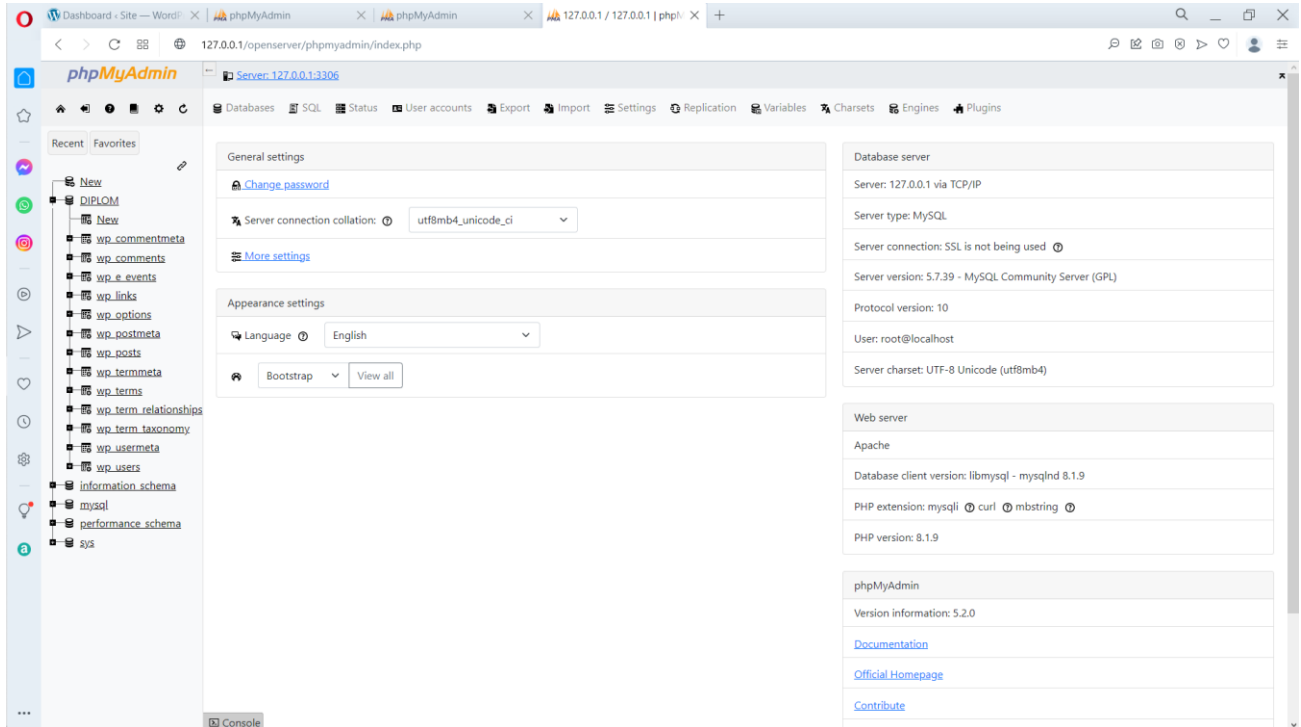 Dashboard ‹ Site — WordP
phpMyAdmin
phpMyAdmin
127.0.0.1 / 127.0.0.1 | phpM
127.0.0.1/openserver/phpmyadmin/index.php
phpMyAdmin
Server: 127.0.0.1:3306
Databases SQL Status User accounts Export Import Settings Replication Variables Charsets Engines Plugins
Recent Favorites
New
DIPLOM
New
wp_commentmeta
wp_comments
wp_e_events
wp_links
wp_options
wp_postmeta
wp_posts
wp_termmeta
wp_terms
wp_term_relationships
wp_term_taxonomy
wp_usermeta
wp_users
information_schema
mysql
performance_schema
sys
General settings
Change password
Server connection collation: utf8mb4_unicode_ci
More settings
Appearance settings
Language English
Bootstrap View all
Database server
Server: 127.0.0.1 via TCP/IP
Server type: MySQL
Server connection: SSL is not being used
Server version: 5.7.39 - MySQL Community Server (GPL)
Protocol version: 10
User: root@localhost
Server charset: UTF-8 Unicode (utf8mb4)
Web server
Apache
Database client version: libmysql - mysqlnd 8.1.9
PHP extension: mysqli curl mbstring
PHP version: 8.1.9
phpMyAdmin
Version information: 5.2.0
Documentation
Official Homepage
Contribute
Console